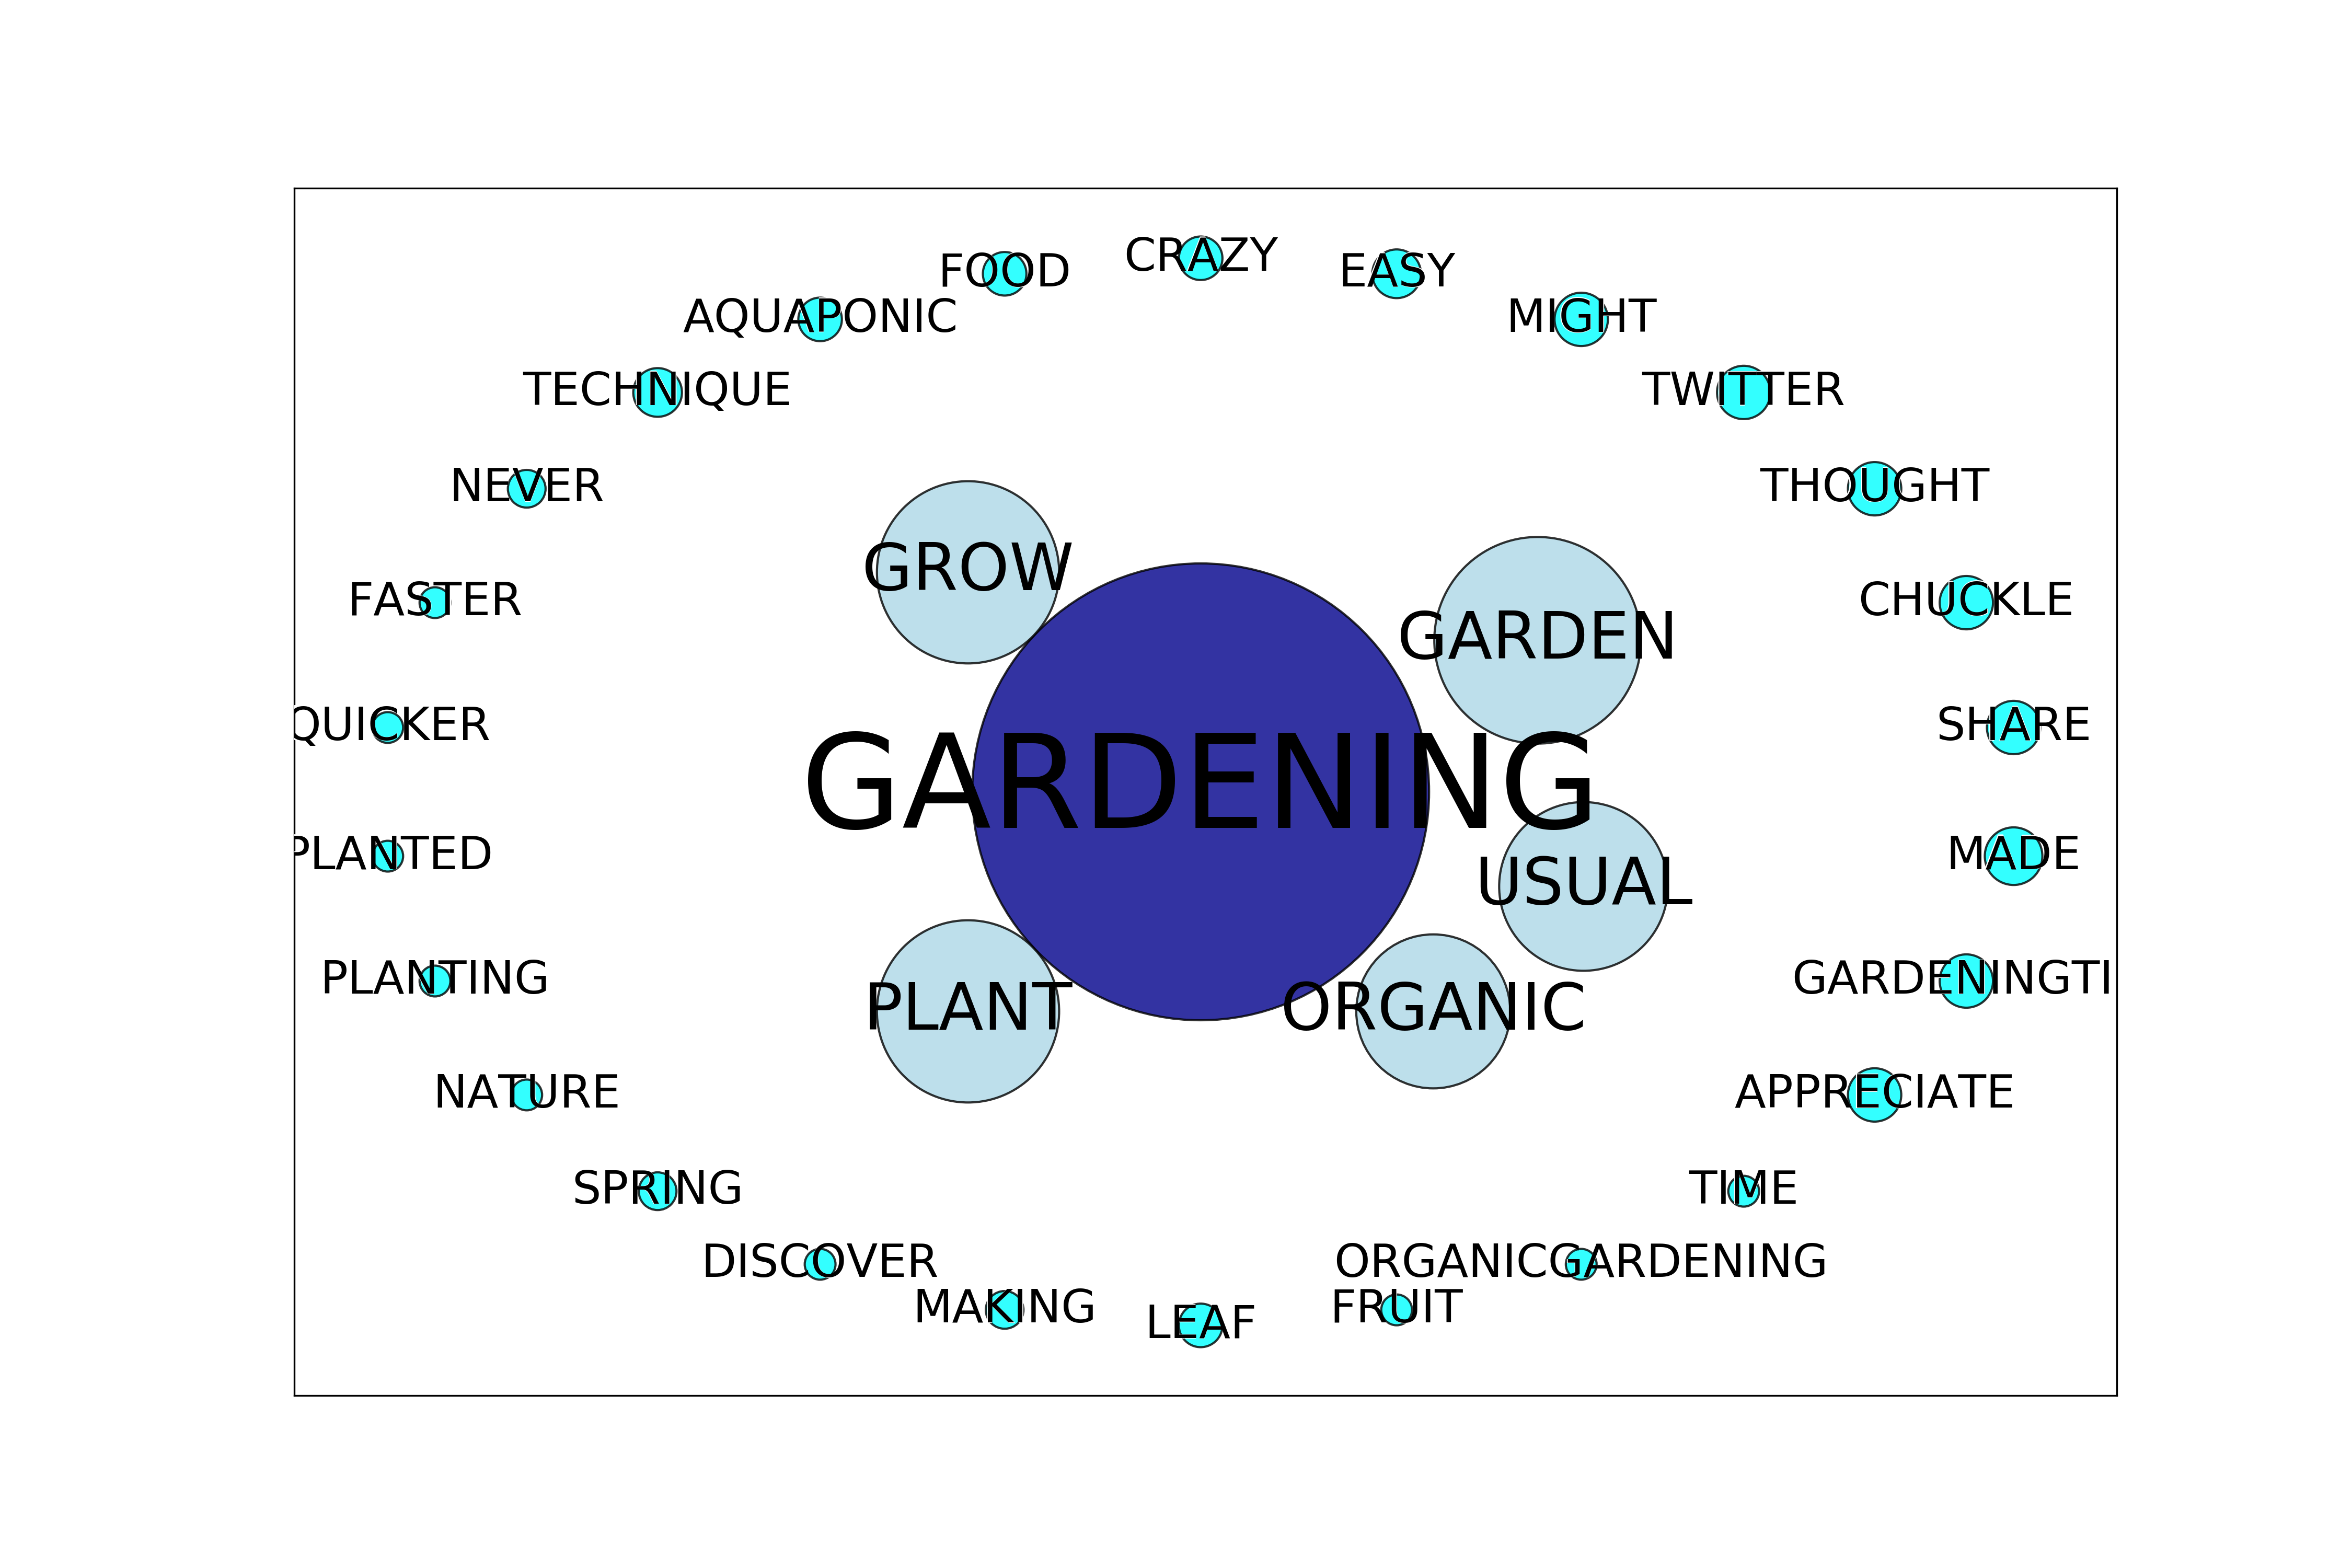 CRAZY
FOOD
EASY
AQUAPONIC
MIGHT
TECHNIQUE
TWITTER
NEVER
THOUGHT
GROW
FASTER
CHUCKLE
GARDEN
QUICKER
SHARE
GARDENING
PLANTED
MADE
USUAL
PLANTING
GARDENINGTI
PLANT
ORGANIC
NATURE
APPRECIATE
SPRING
TIME
DISCOVER
ORGANICGARDENING
MAKING
FRUIT
LEAF